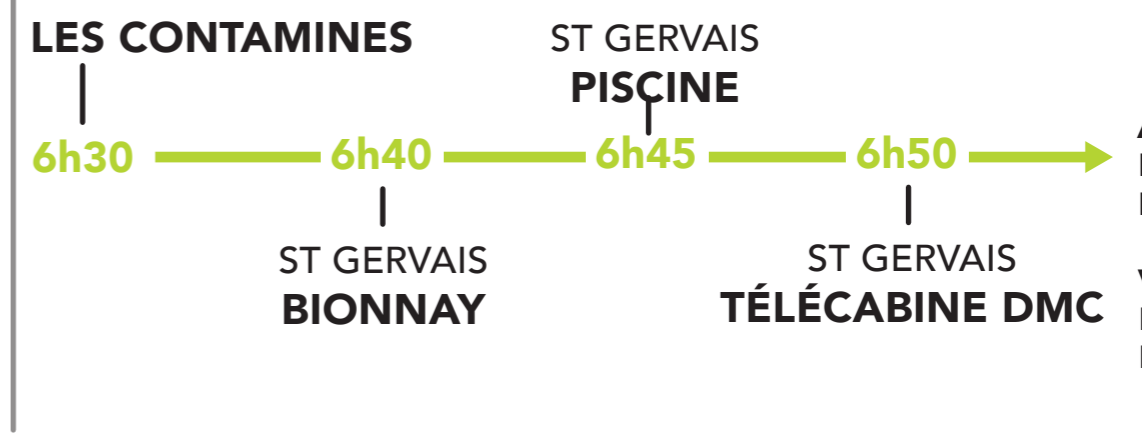 LES CONTAMINES
ST GERVAIS
PISCINE
6h30 6h40 6h45 6h50
ST GERVAIS
BIONNAY
ST GERVAIS
TÉLÉCABINE DMC